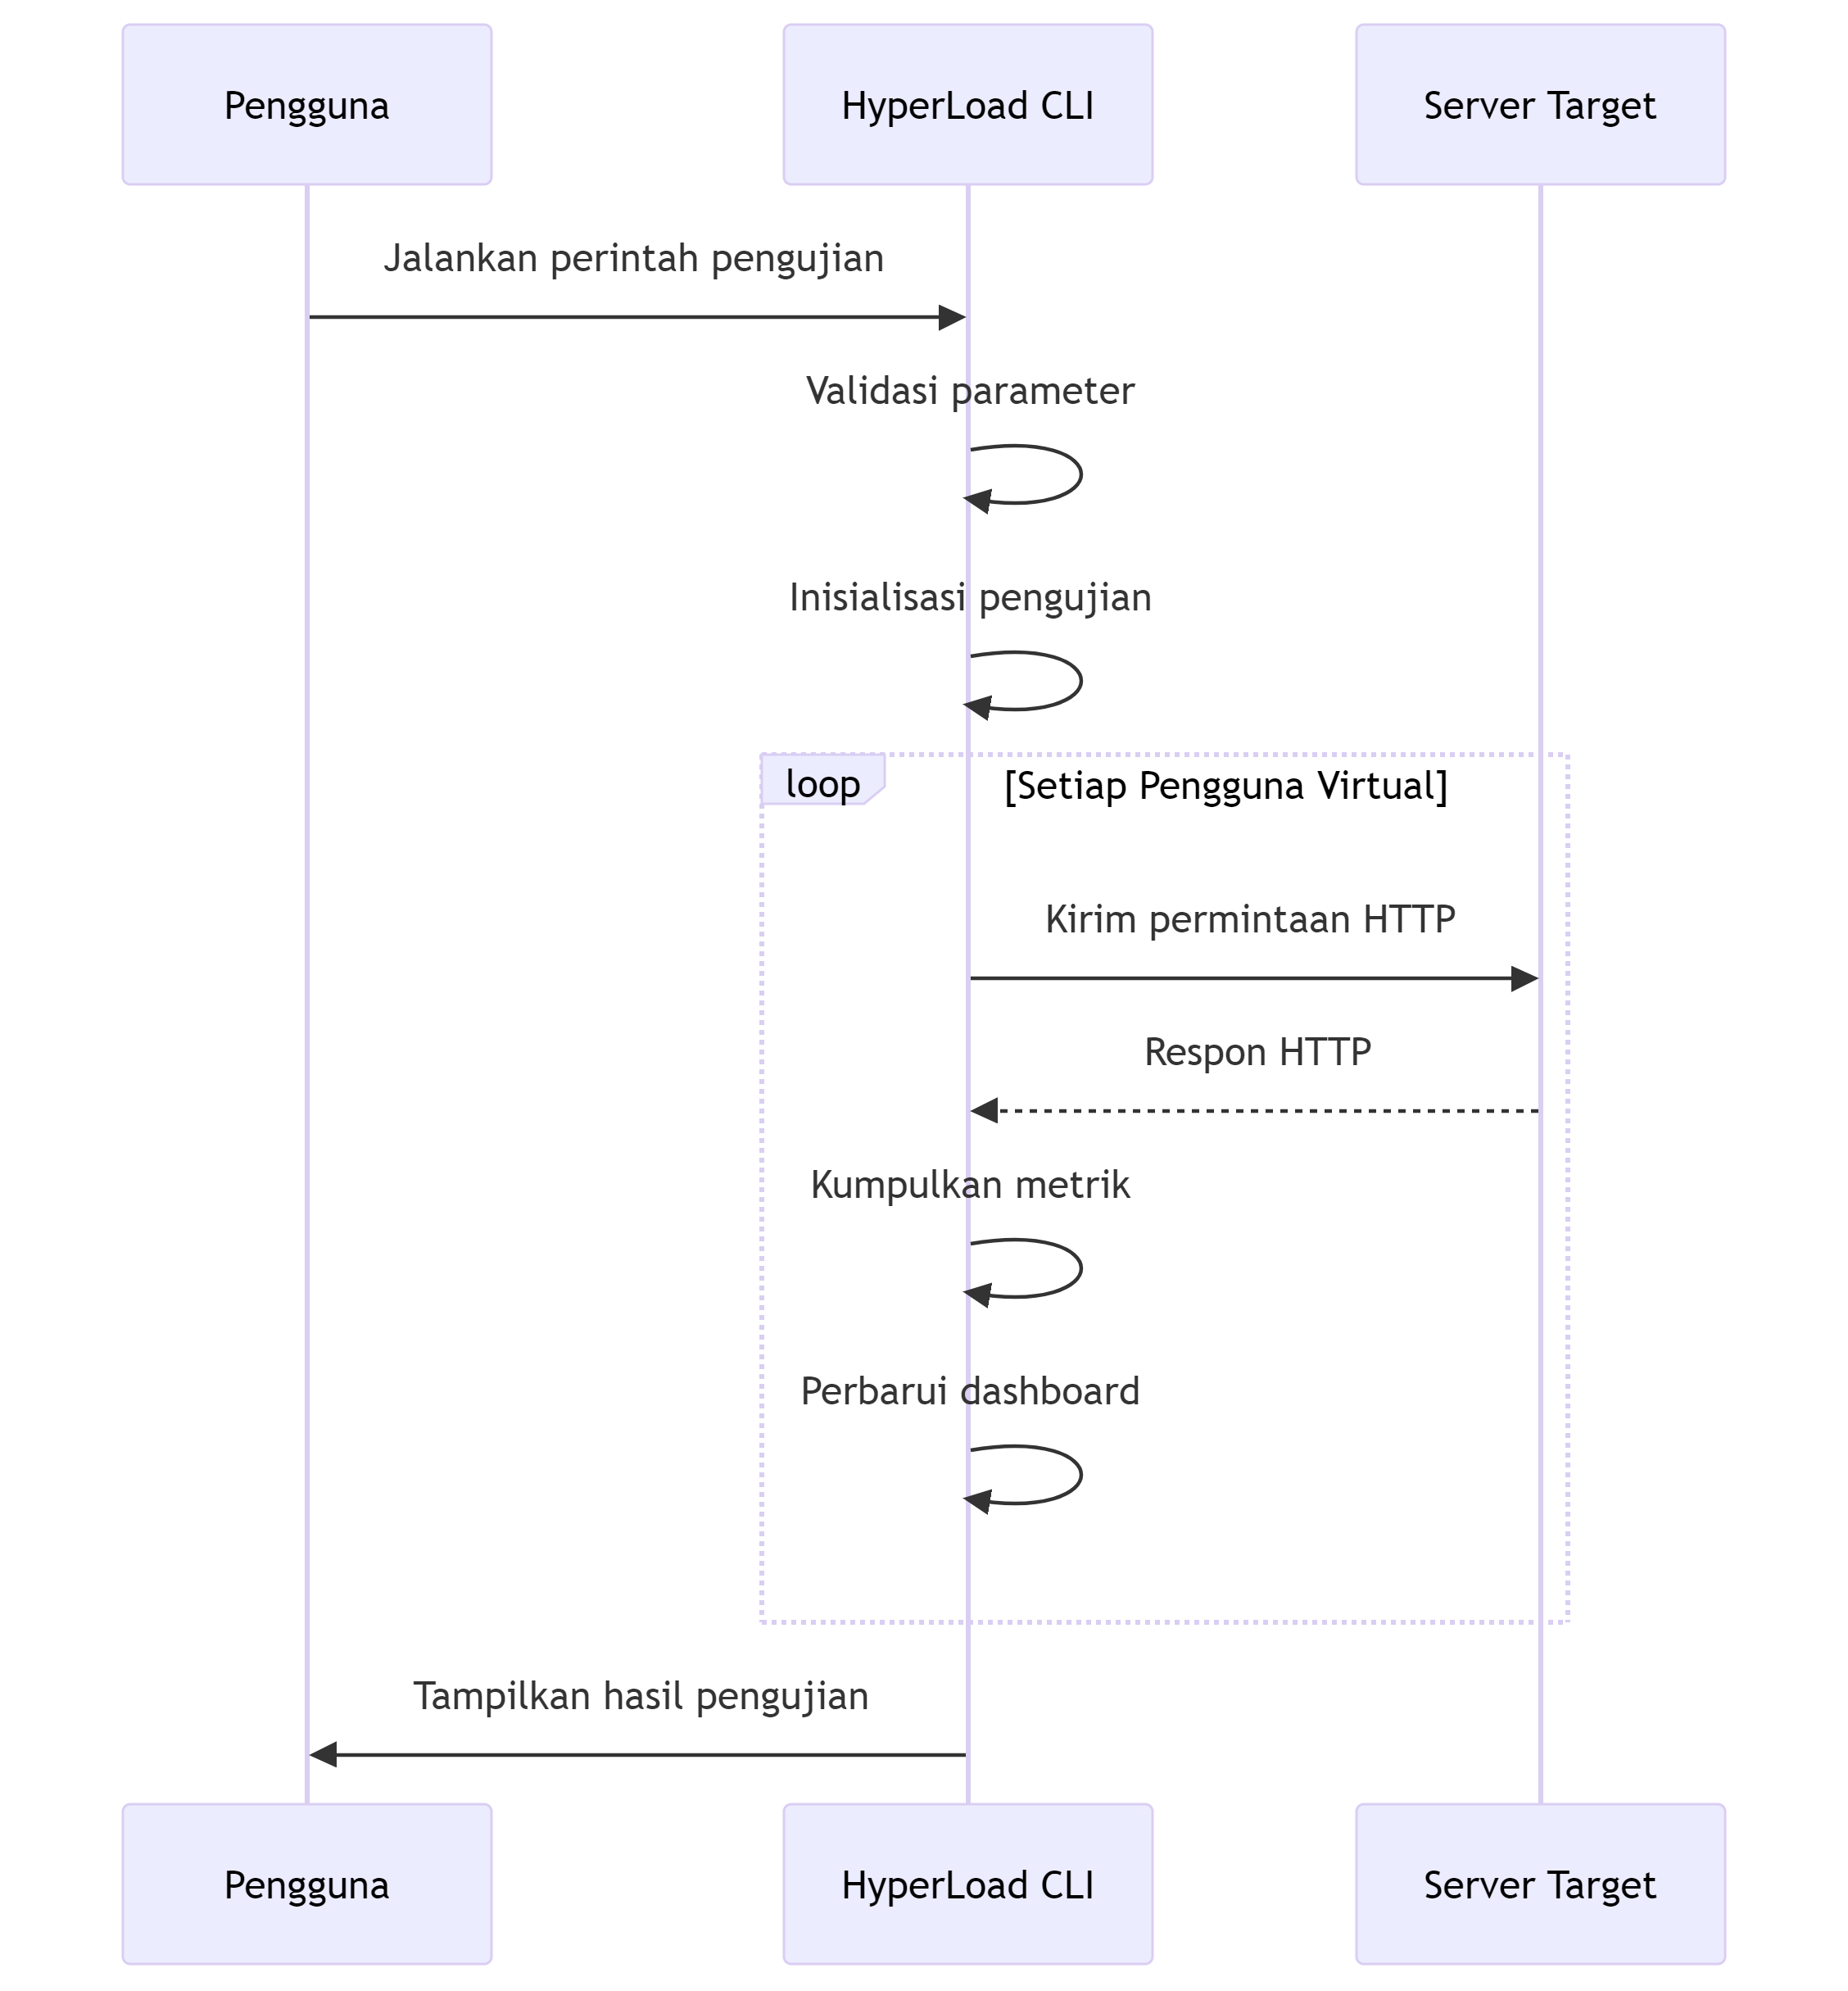 Pengguna
HyperLoad CLI
Server Target
Jalankan perintah pengujian
Validasi parameter
Inisialisasi pengujian
loop
[Setiap Pengguna Virtual]
Kirim permintaan HTTP
Respon HTTP
Kumpulkan metrik
Perbarui dashboard
Tampilkan hasil pengujian
Pengguna
HyperLoad CLI
Server Target